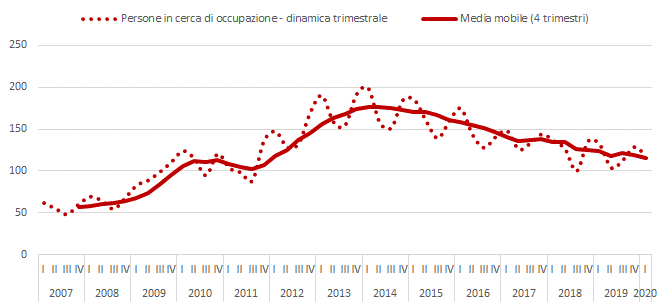 Persone in cerca di occupazione - dinamica trimestrale Media mobile (4 trimestri)
250
200
150
100
50
0
I II III IV I II III IV I II III IV I II III IV I II III IV I II III IV I II III IV I II III IV I II III IV I II III IV I II III IV I II III IV I II III IV I
2007 2008 2009 2010 2011 2012 2013 2014 2015 2016 2017 2018 2019 2020